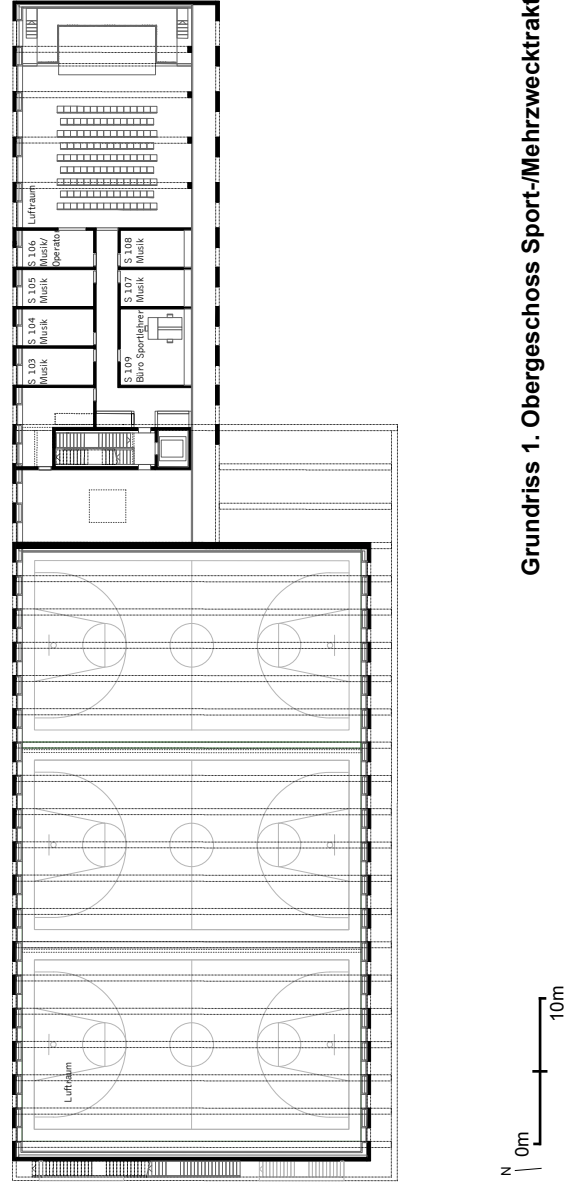 Luftraum
S 106
Musik/
Operator
S 108
Musik
S 105
Musik
S 107
Musik
S 104
Musik
S 103
Musik
S 109
Büro Sportlehrer
Luftraum
Grundriss 1. Obergeschoss Sport-/Mehrzwecktrakt
N
0m
10m